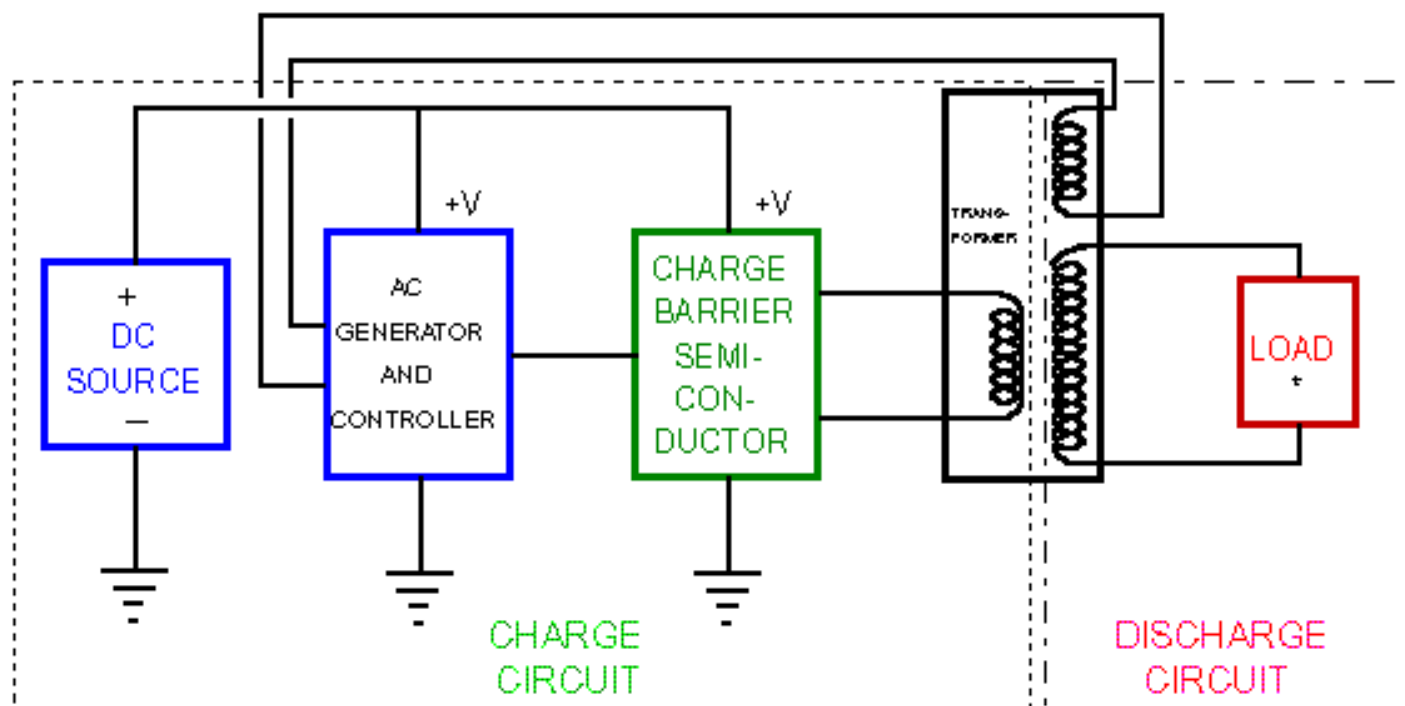 +V
+V
TRANS-
FORMER
+
DC
SOURCE
−
AC
GENERATOR
AND
CONTROLLER
CHARGE
BARRIER
SEMI-
CON-
DUCTOR
LOAD
+
CHARGE
CIRCUIT
DISCHARGE
CIRCUIT